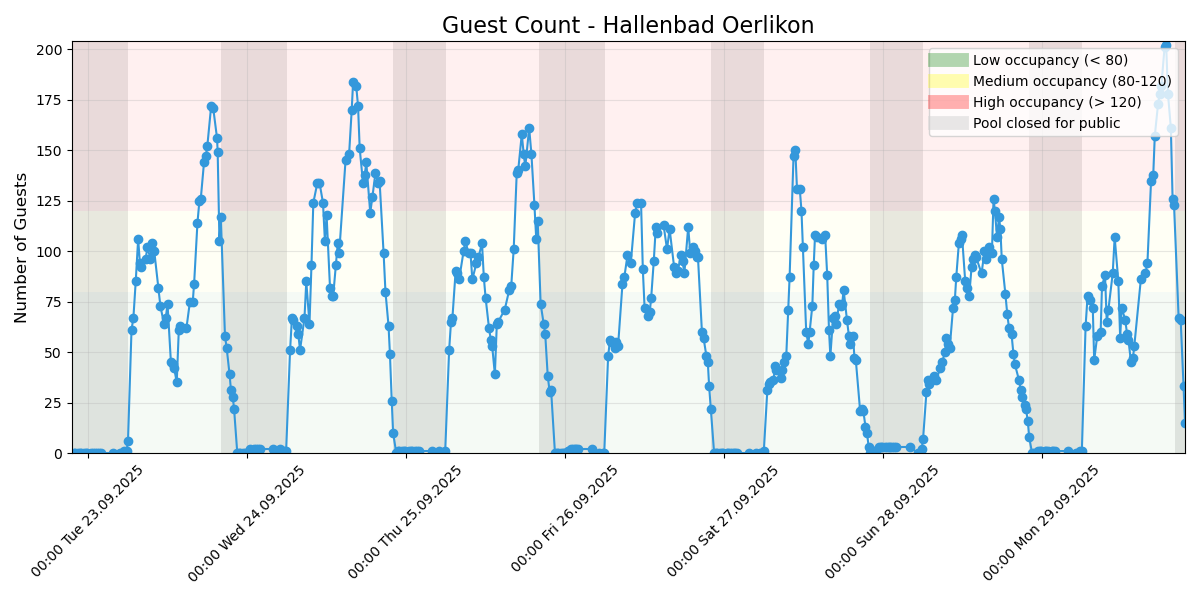 Guest Count - Hallenbad Oerlikon
Number of Guests
200
175
150
125
100
75
50
25
0
Low occupancy (< 80)
Medium occupancy (80-120)
High occupancy (> 120)
Pool closed for public
00:00 Tue 23.09.2025
00:00 Wed 24.09.2025
00:00 Thu 25.09.2025
00:00 Fri 26.09.2025
00:00 Sat 27.09.2025
00:00 Sun 28.09.2025
00:00 Mon 29.09.2025